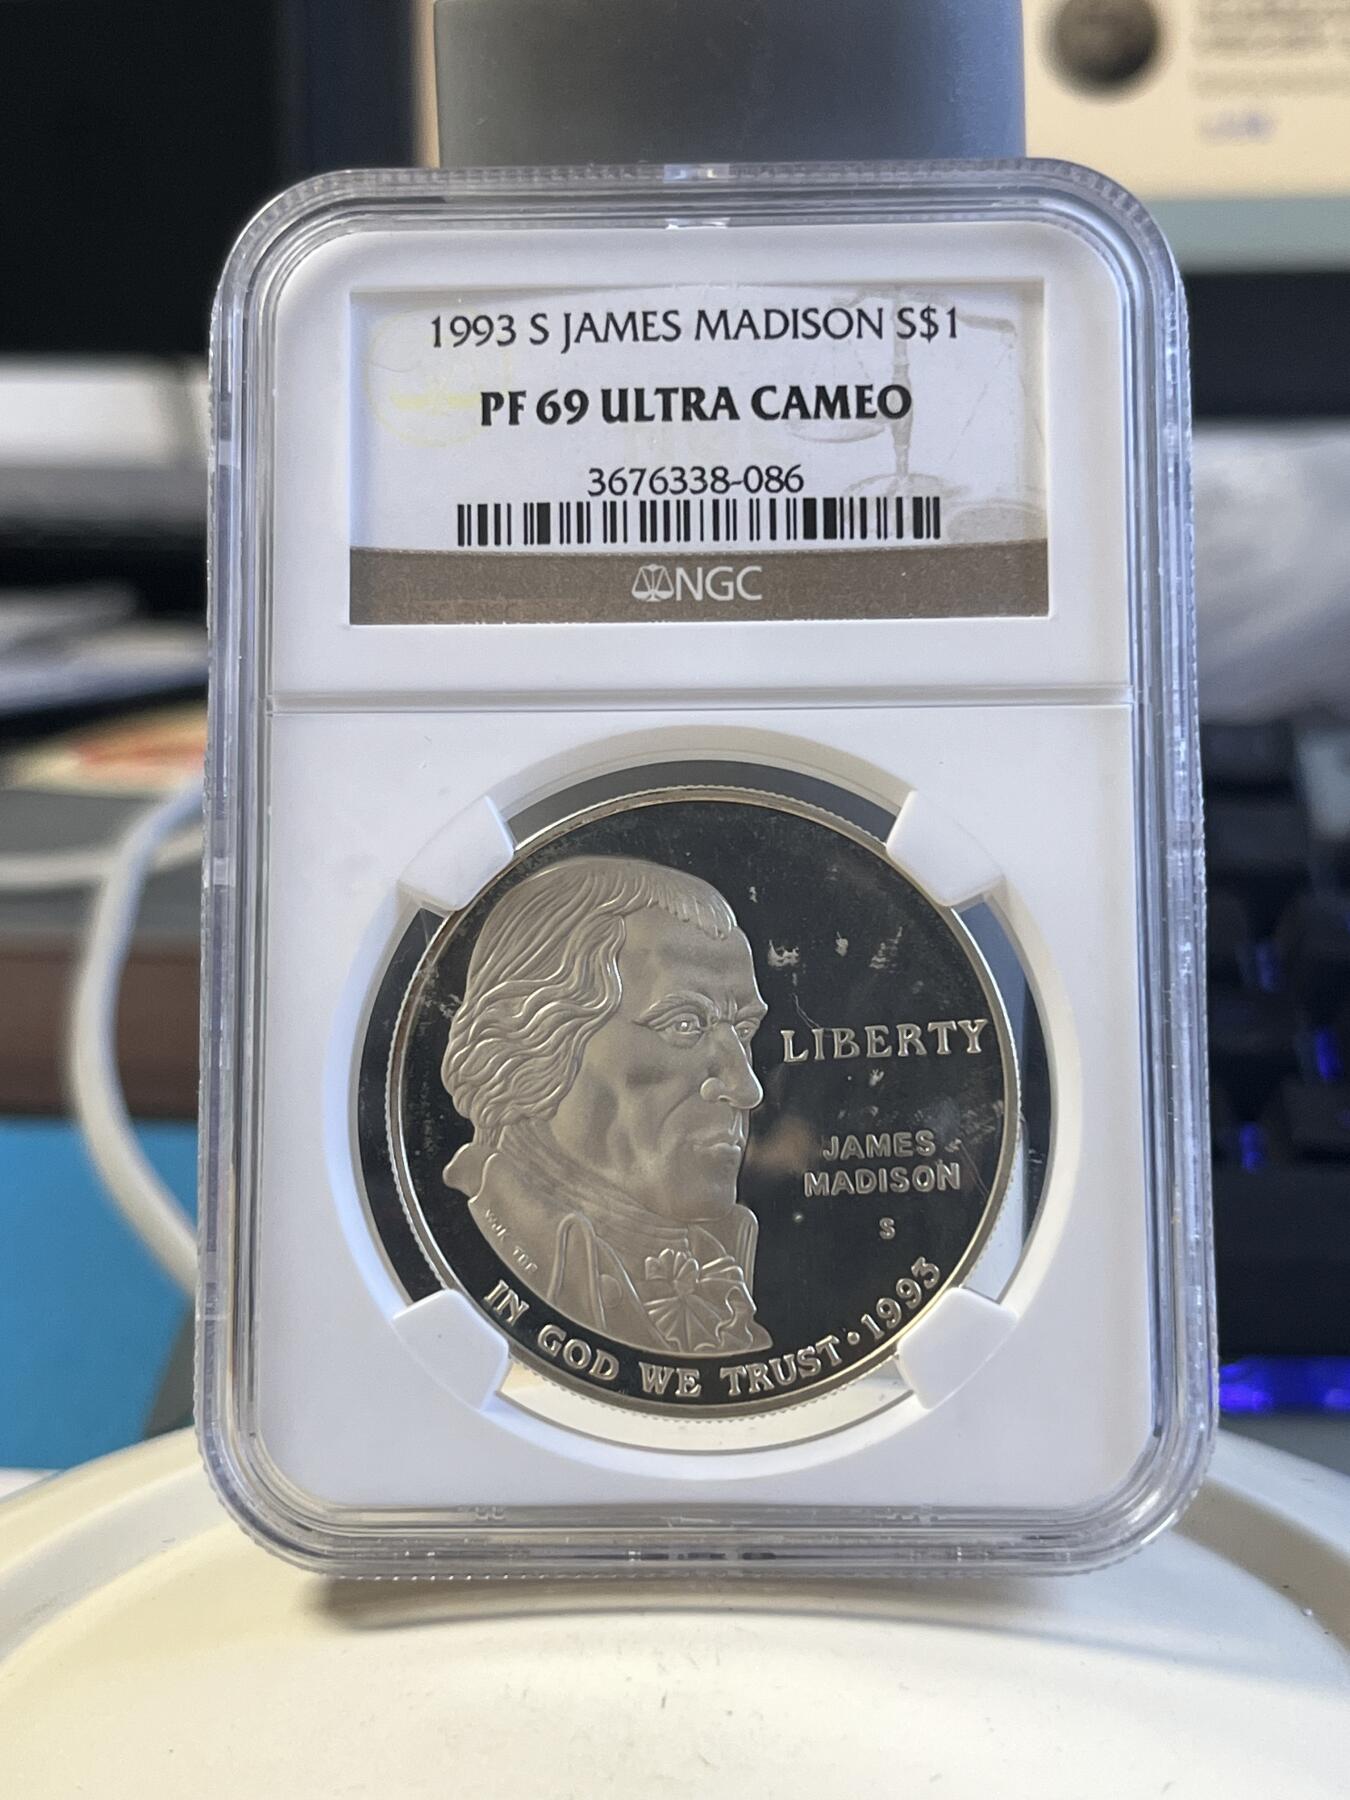 1993 S JAMES MADISON S$1
PF 69 ULTRA CAMEO
3676338-086
NGC
LIBERTY
JAMES
MADISON
S
IN GOD WE TRUST • 1993